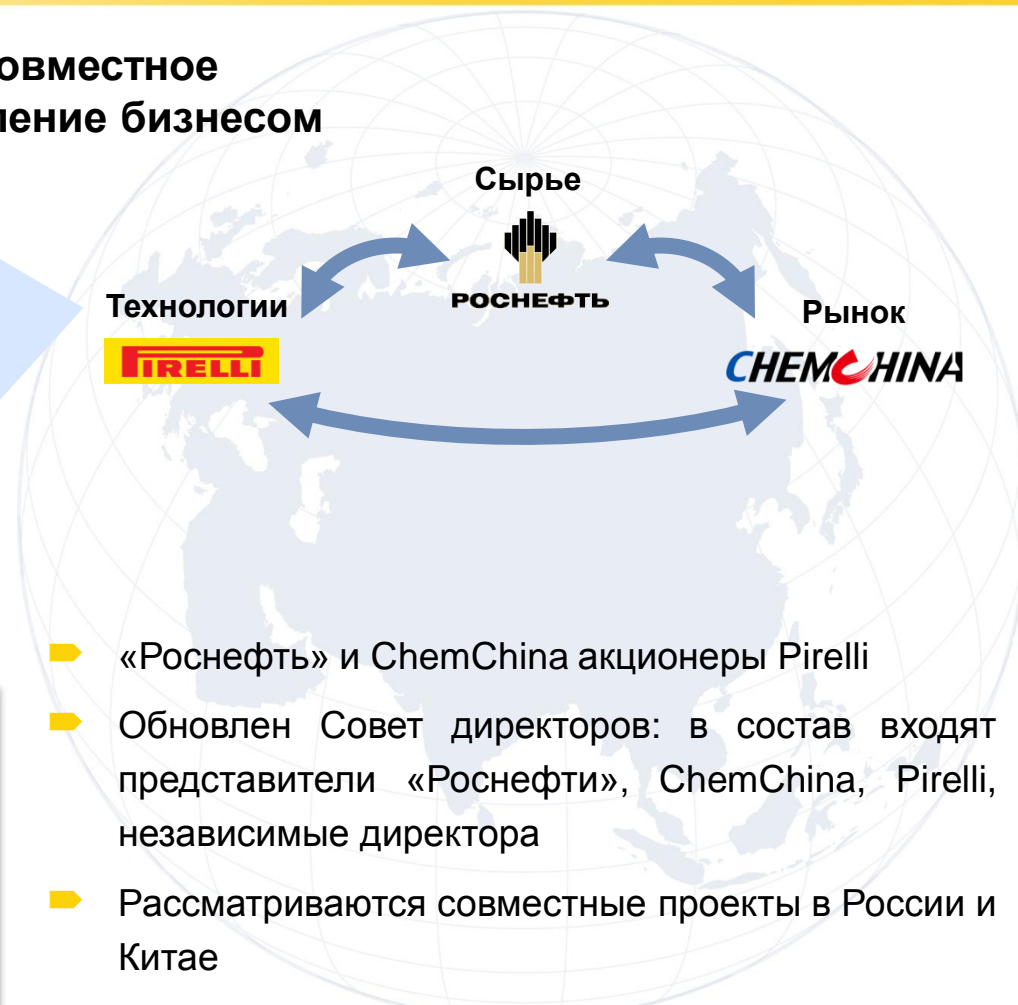 овместное
ление бизнесом
Сырье
РОСНЕФТЬ
Технологии
PIRELLI
Рынок
CHEMCHINA
«Роснефть» и ChemChina акционеры Pirelli
Обновлен Совет директоров: в состав входят
представители «Роснефти», ChemChina, Pirelli,
независимые директора
Рассматриваются совместные проекты в России и
Китае